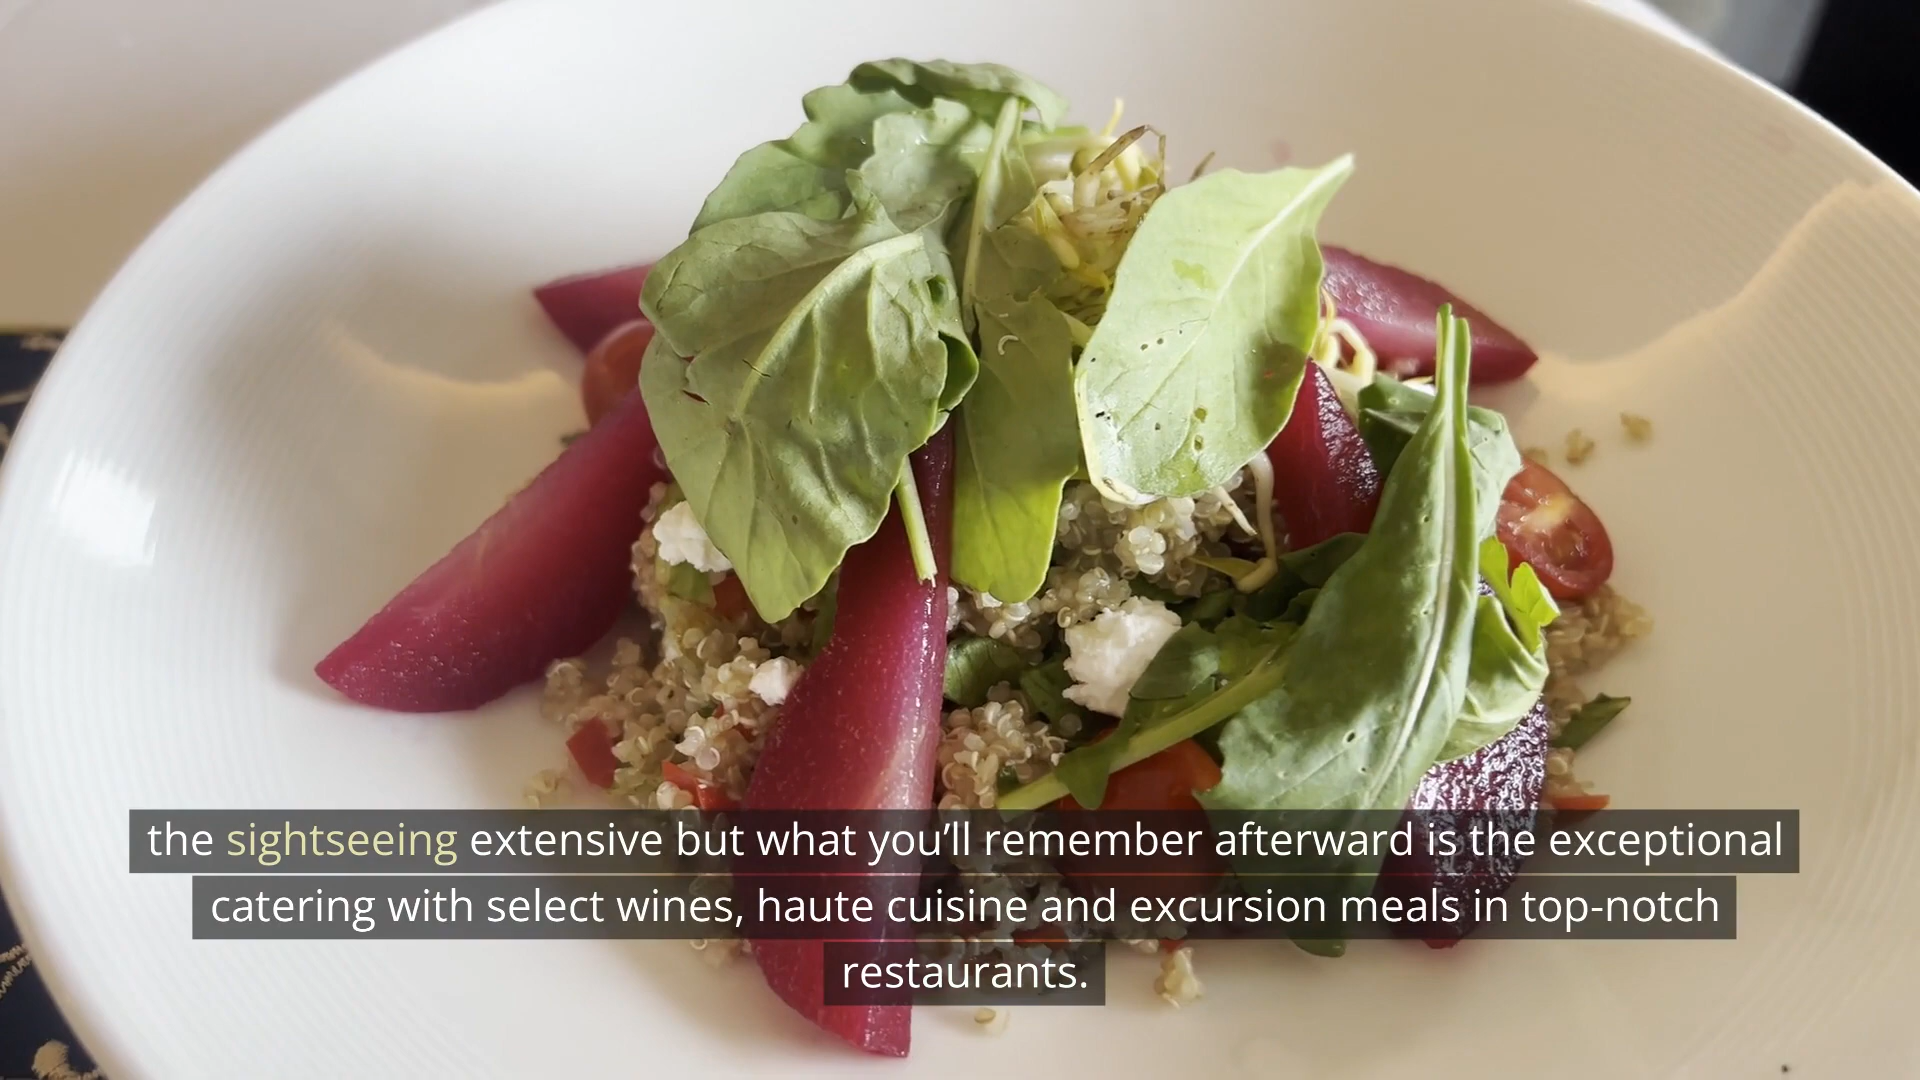 the sightseeing extensive but what you’ll remember afterward is the exceptional
catering with select wines, haute cuisine and excursion meals in top-notch
restaurants.